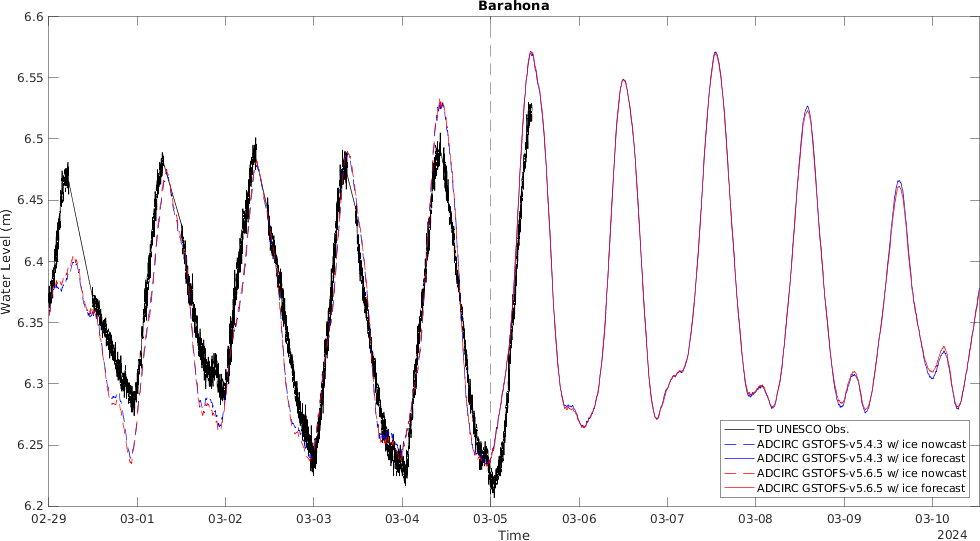 Barahona
6.6
6.55
6.5
6.45
6.4
6.35
6.3
6.25
6.2
Water Level (m)
02-29 03-01 03-02 03-03 03-04 03-05 03-06 03-07 03-08 03-09 03-10
Time
2024
TD UNESCO Obs.
ADCIRC GSTOFS-v5.4.3 w/ ice nowcast
ADCIRC GSTOFS-v5.4.3 w/ ice forecast
ADCIRC GSTOFS-v5.6.5 w/ ice nowcast
ADCIRC GSTOFS-v5.6.5 w/ ice forecast